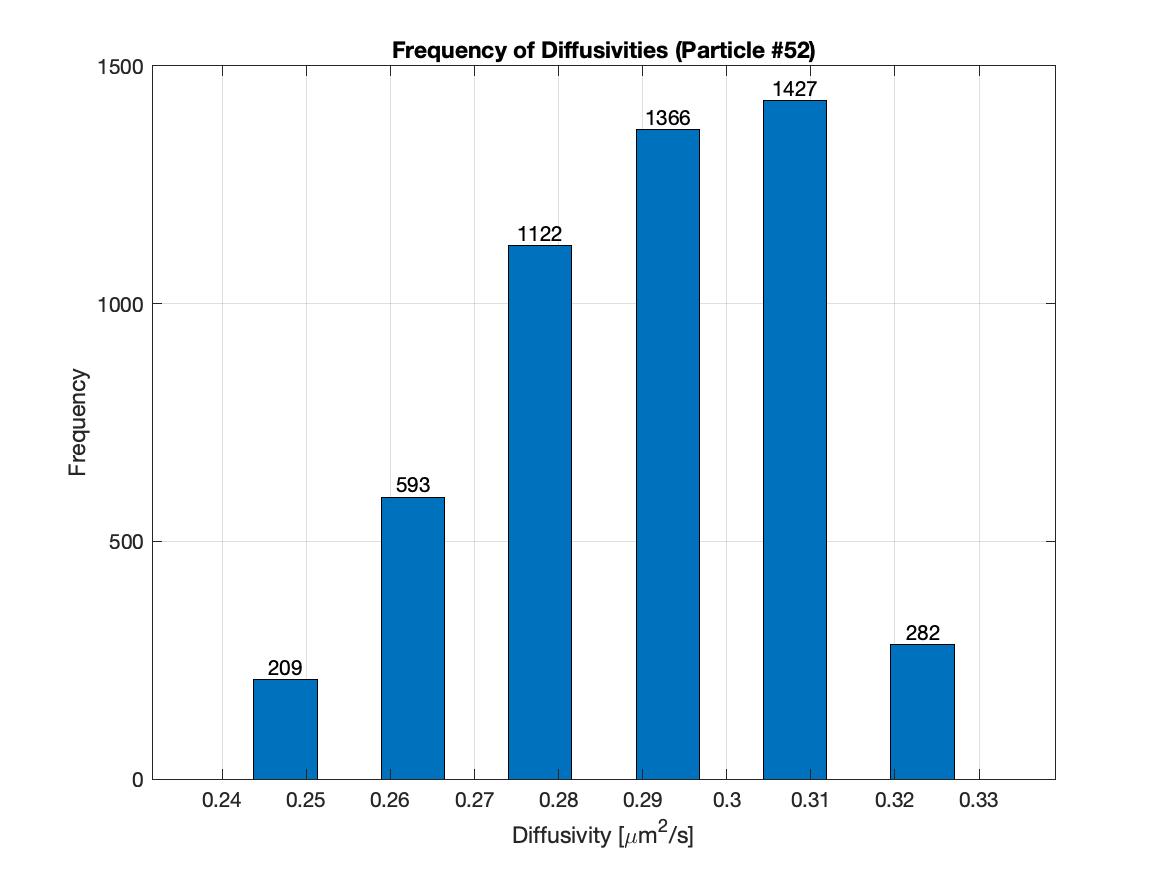 Frequency of Diffusivities (Particle #52)
1500
1427
1366
1122
1000
593
500
282
209
0
0.24 0.25 0.26 0.27 0.28 0.29 0.3 0.31 0.32 0.33
Frequency
Diffusivity [μm²/s]